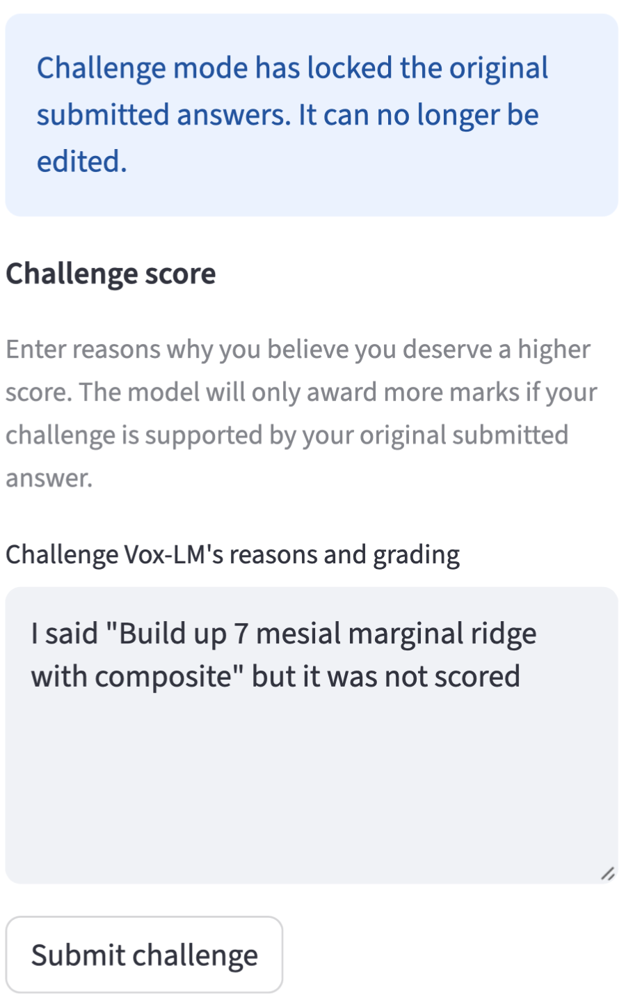 Challenge mode has locked the original
submitted answers. It can no longer be
edited.
Challenge score
Enter reasons why you believe you deserve a higher
score. The model will only award more marks if your
challenge is supported by your original submitted
answer.
Challenge Vox-LM's reasons and grading
I said "Build up 7 mesial marginal ridge
with composite" but it was not scored
Submit challenge